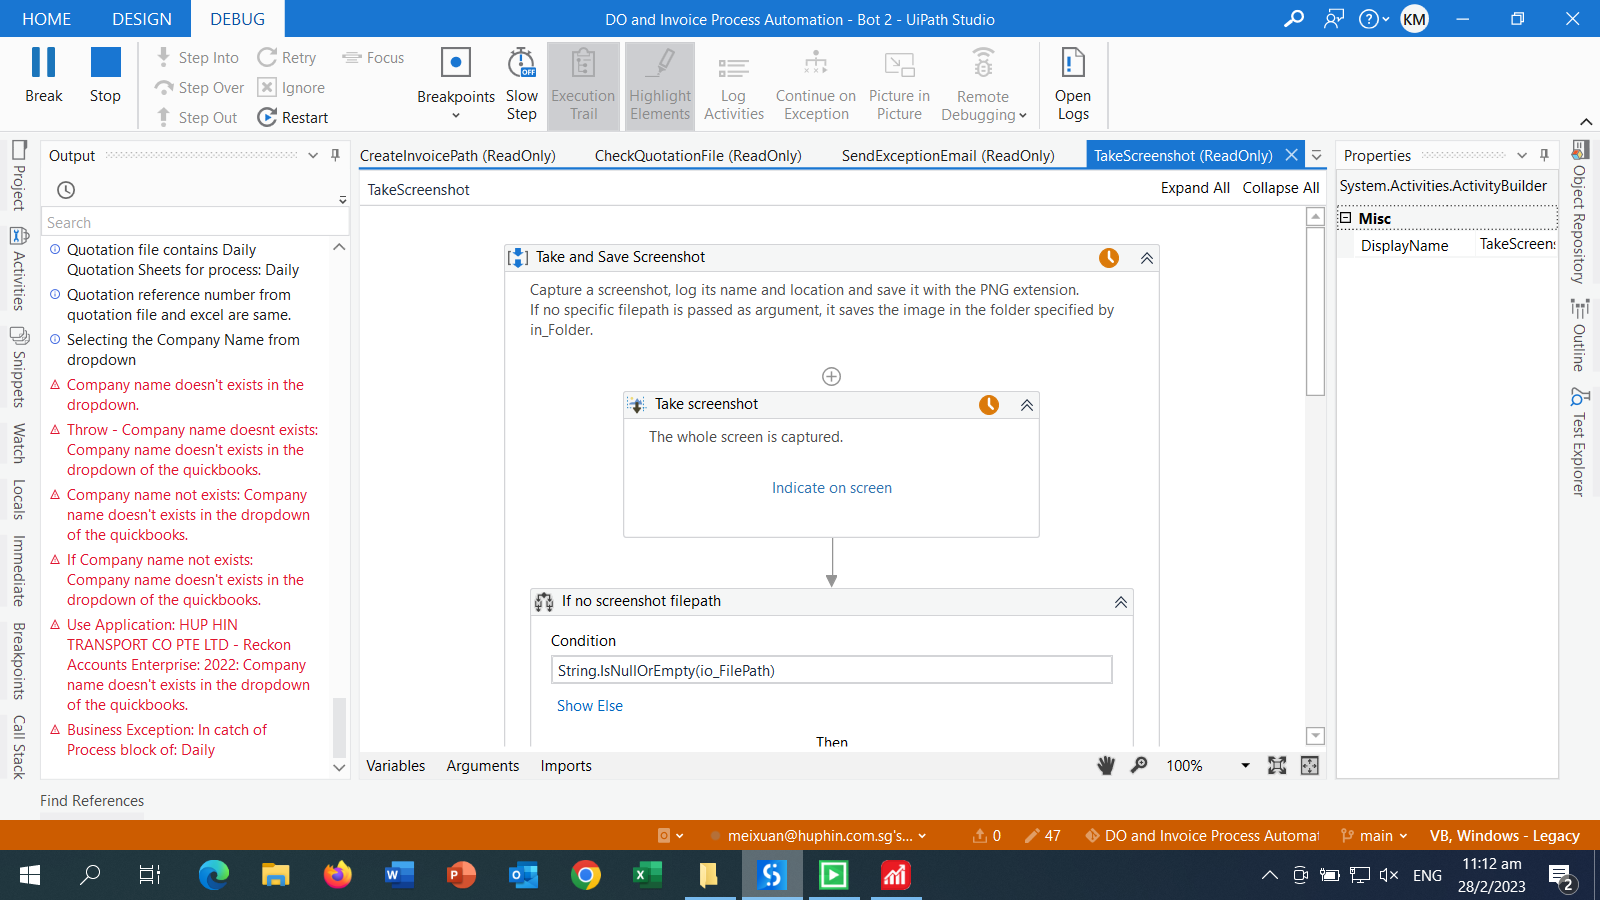 HOME DESIGN DEBUG
DO and Invoice Process Automation - Bot 2 - UiPath Studio
KM
Break
Stop
Step Into
Step Over
Step Out
Retry
Ignore
Restart
Focus
Breakpoints
Slow
Step
OFF
Execution
Trail
Highlight
Elements
Log
Activities
Continue on
Exception
Picture in
Picture
Remote
Debugging
Open
Logs
Project
Activities
Snippets
Watch
Locals
Immediate
Breakpoints
Call Stack
Output
Search
Quotation file contains Daily
Quotation Sheets for process: Daily
Quotation reference number from
quotation file and excel are same.
Selecting the Company Name from
dropdown
Company name doesn't exists in the
dropdown.
Throw - Company name doesnt exists:
Company name doesn't exists in the
dropdown of the quickbooks.
Company name not exists: Company
name doesn't exists in the dropdown
of the quickbooks.
If Company name not exists:
Company name doesn't exists in the
dropdown of the quickbooks.
Use Application: HUP HIN
TRANSPORT CO PTE LTD - Reckon
Accounts Enterprise: 2022: Company
name doesn't exists in the dropdown
of the quickbooks.
Business Exception: In catch of
Process block of: Daily
Find References
CreateInvoicePath (ReadOnly)
CheckQuotationFile (ReadOnly)
SendExceptionEmail (ReadOnly)
TakeScreenshot (ReadOnly)
TakeScreenshot
Expand All Collapse All
Take and Save Screenshot
Capture a screenshot, log its name and location and save it with the PNG extension.
If no specific filepath is passed as argument, it saves the image in the folder specified by
in_Folder.
Take screenshot
The whole screen is captured.
Indicate on screen
If no screenshot filepath
Condition
String.IsNullOrEmpty(io_FilePath)
Show Else
Then
Variables Arguments Imports
100%
Properties
System.Activities.ActivityBuilder
Misc
DisplayName TakeScreens
Object Repository
Outline
Test Explorer
meixuan@huphin.com.sg's...
0
47
DO and Invoice Process Automat
main
VB, Windows - Legacy
ENG
11:12 am
28/2/2023
2